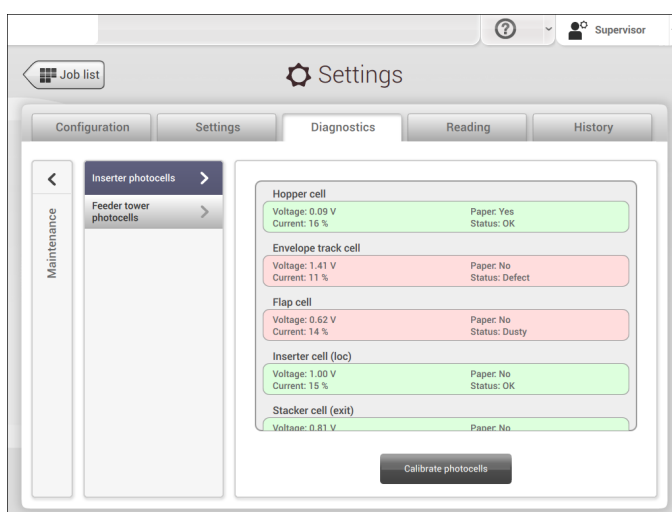 Supervisor
Job list
Settings
Configuration
Settings
Diagnostics
Reading
History
Maintenance
Inserter photocells
Feeder tower
photocells
Hopper cell
Voltage: 0.09 V Paper: Yes
Current: 16 % Status: OK
Envelope track cell
Voltage: 1.41 V Paper: No
Current: 11 % Status: Defect
Flap cell
Voltage: 0.62 V Paper: No
Current: 14 % Status: Dusty
Inserter cell (loc)
Voltage: 1.00 V Paper: No
Current: 15 % Status: OK
Stacker cell (exit)
Voltage: 0.81 V Paper: No
Calibrate photocells